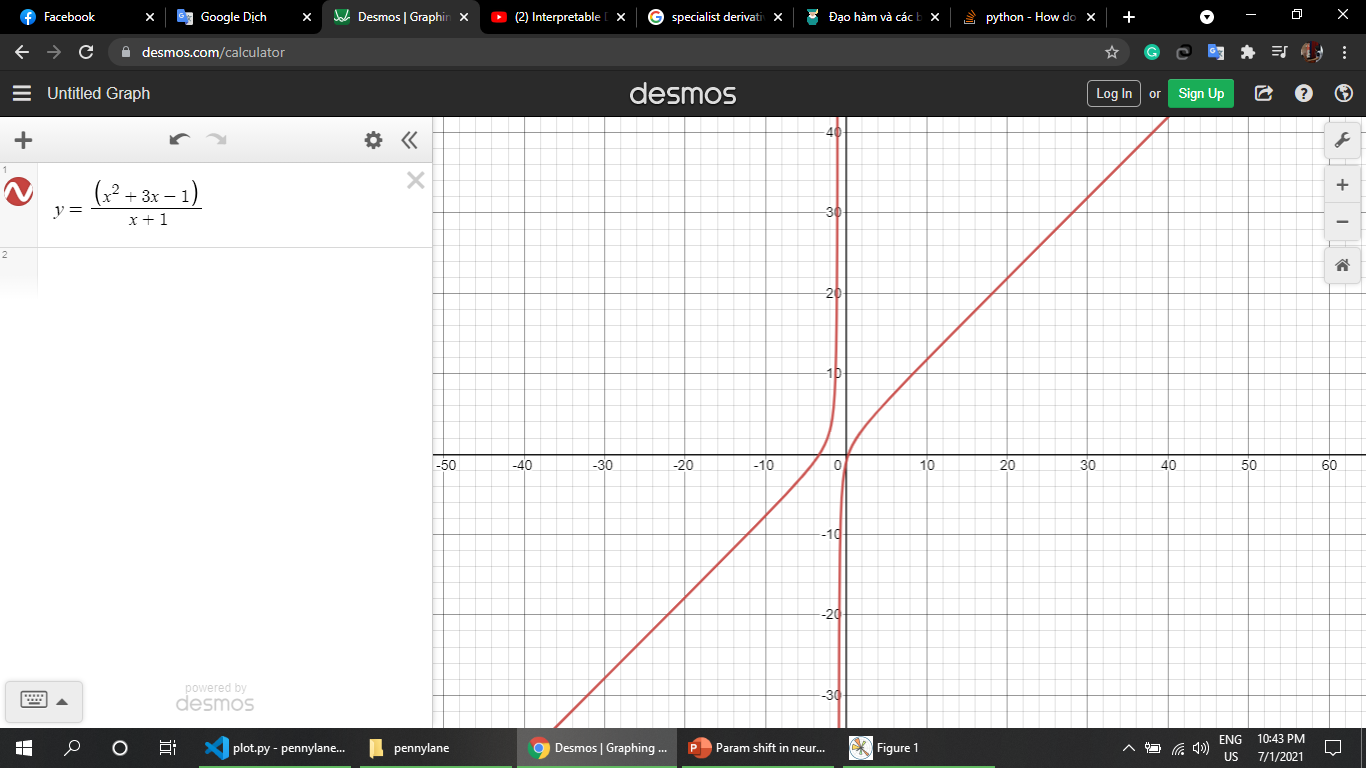 Facebook
Google Dịch
Desmos | Graphin
(2) Interpretable
specialist derivati
Đạo hàm và các b
python - How do
desmos.com/calculator
Untitled Graph
desmos
Log In or Sign Up
1
y = (x² + 3x − 1)
x + 1
2
40
30
20
10
-50 -40 -30 -20 -10 0 10 20 30 40 50 60
-10
-20
-30
powered by
desmos
plot.py - pennylane...
pennylane
Desmos | Graphing ...
Param shift in neur...
Figure 1
ENG
US
10:43 PM
7/1/2021